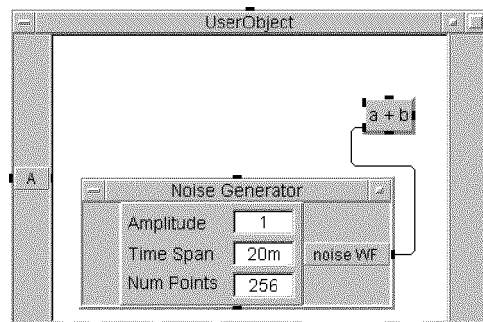 UserObject
a + b
A
Noise Generator
Amplitude 1
Time Span 20m noise WF
Num Points 256